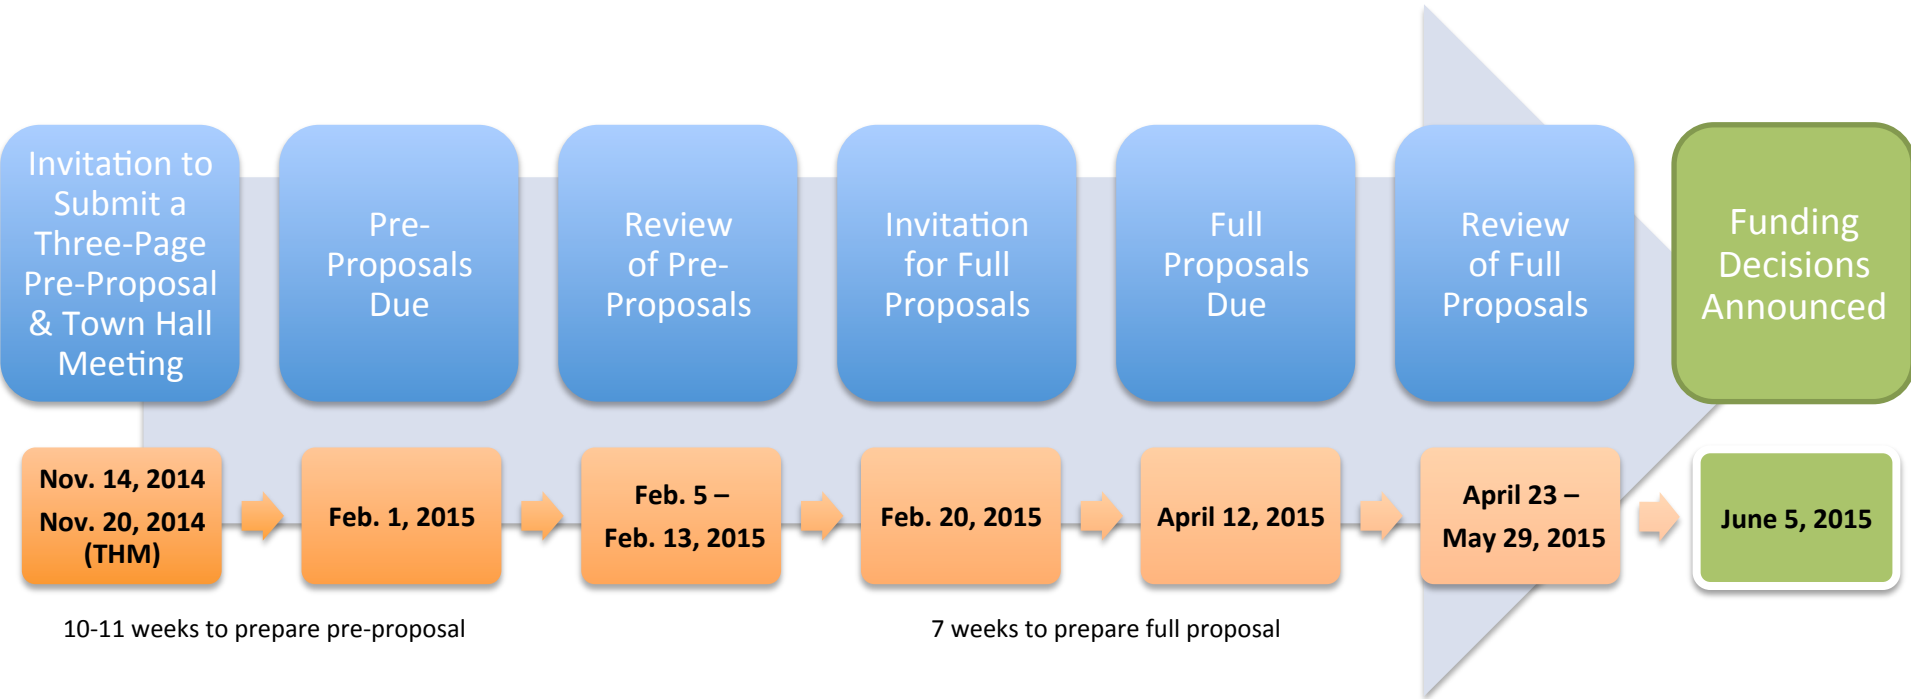 Invitation to
Submit a
Three-Page
Pre-Proposal
& Town Hall
Meeting
Pre-
Proposals
Due
Review
of Pre-
Proposals
Invitation
for Full
Proposals
Full
Proposals
Due
Review
of Full
Proposals
Funding
Decisions
Announced
Nov. 14, 2014
Nov. 20, 2014
(THM)
Feb. 1, 2015
Feb. 5 –
Feb. 13, 2015
Feb. 20, 2015
April 12, 2015
April 23 –
May 29, 2015
June 5, 2015
10-11 weeks to prepare pre-proposal
7 weeks to prepare full proposal